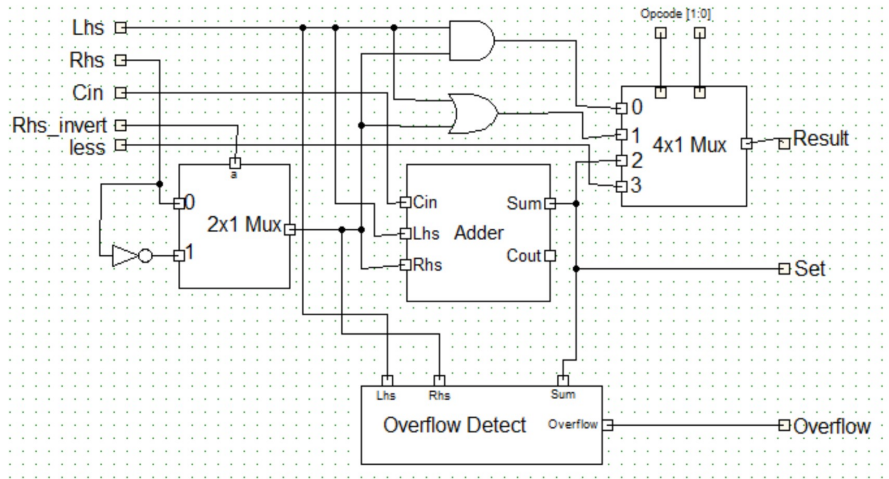 Opcode [1:0]
Lhs
Rhs
Cin
Rhs_invert
less
a
0
2x1 Mux
1
Cin
Lhs
Rhs
Adder
Sum
Cout
0
1
2
3
4x1 Mux
Result
Set
Lhs
Rhs
Sum
Overflow Detect
Overflow
Overflow